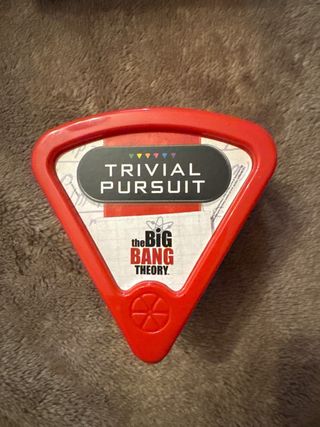 TRIVIAL
PURSUIT
the BIG
BANG
THEORY